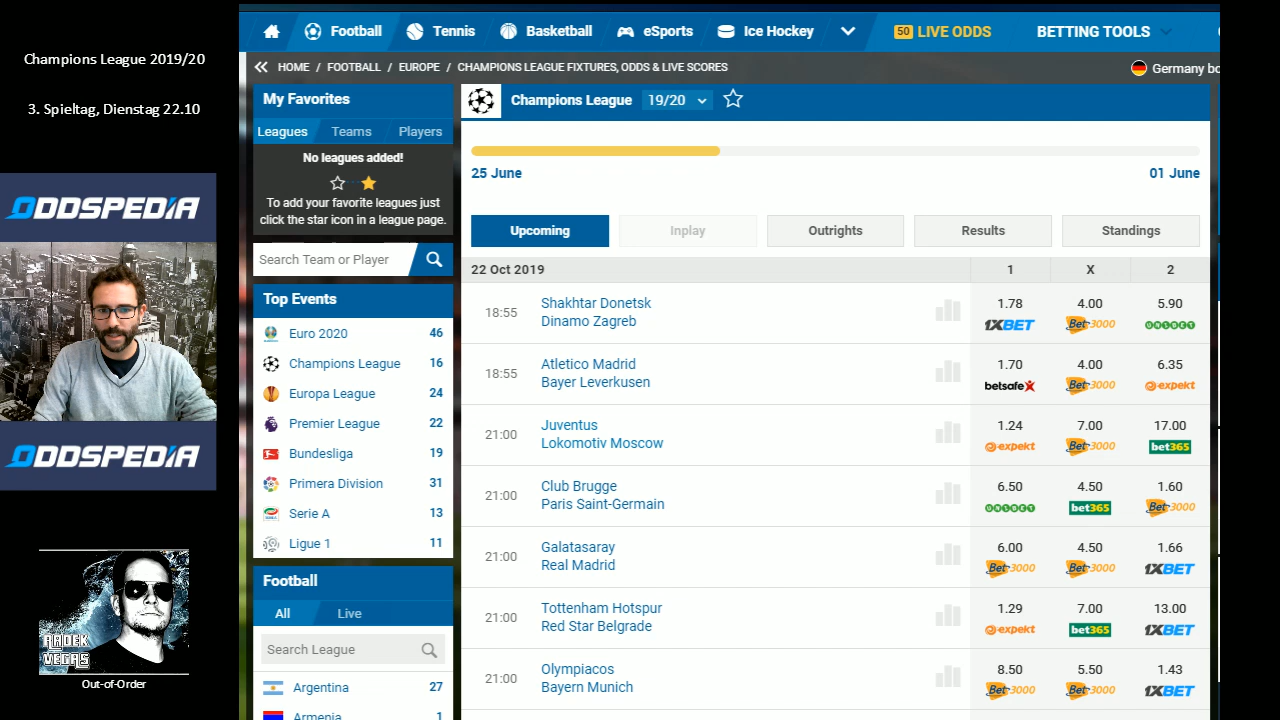 Champions League 2019/20
3. Spieltag, Dienstag 22.10
ODDSPEDIA
ODDSPEDIA
RADEK
VEGAS
Out-of-Order
Football
Tennis
Basketball
eSports
Ice Hockey
50 LIVE ODDS
BETTING TOOLS
HOME / FOOTBALL / EUROPE / CHAMPIONS LEAGUE FIXTURES, ODDS & LIVE SCORES
Germany bo
My Favorites
Leagues Teams Players
No leagues added!
To add your favorite leagues just
click the star icon in a league page.
Search Team or Player
Top Events
Euro 2020 46
Champions League 16
Europa League 24
Premier League 22
Bundesliga 19
Primera Division 31
Serie A 13
Ligue 1 11
Football
All Live
Search League
Argentina 27
Armenia 1
Champions League 19/20
25 June 01 June
Upcoming Inplay Outrights Results Standings
22 Oct 2019 1 X 2
18:55 Shakhtar Donetsk 1.78 4.00 5.90
Dinamo Zagreb 1XBET Bet3000 UNIBET
18:55 Atletico Madrid 1.70 4.00 6.35
Bayer Leverkusen betsafe Bet3000 expekt
21:00 Juventus 1.24 7.00 17.00
Lokomotiv Moscow expekt Bet3000 bet365
21:00 Club Brugge 6.50 4.50 1.60
Paris Saint-Germain UNIBET bet365 Bet3000
21:00 Galatasaray 6.00 4.50 1.66
Real Madrid Bet3000 Bet3000 1XBET
21:00 Tottenham Hotspur 1.29 7.00 13.00
Red Star Belgrade expekt bet365 1XBET
21:00 Olympiacos 8.50 5.50 1.43
Bayern Munich Bet3000 Bet3000 1XBET